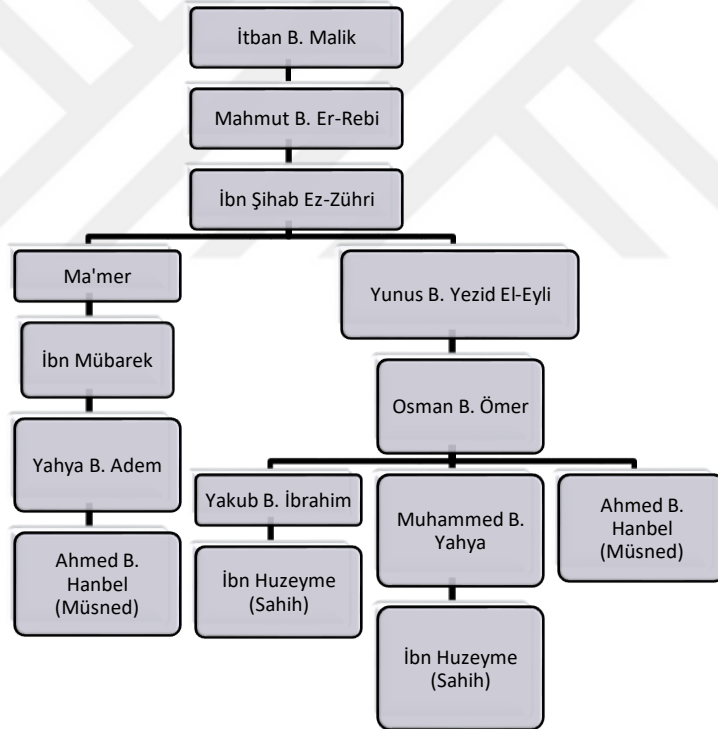 İtban B. Malik
Mahmut B. Er-Rebi
İbn Şihab Ez-Zühri
Ma'mer
Yunus B. Yezid El-Eyli
İbn Mübarek
Osman B. Ömer
Yahya B. Adem
Yakub B. İbrahim
Muhammed B.
Yahya
Ahmed B.
Hanbel
(Müsned)
Ahmed B.
Hanbel
(Müsned)
İbn Huzeyme
(Sahih)
İbn Huzeyme
(Sahih)